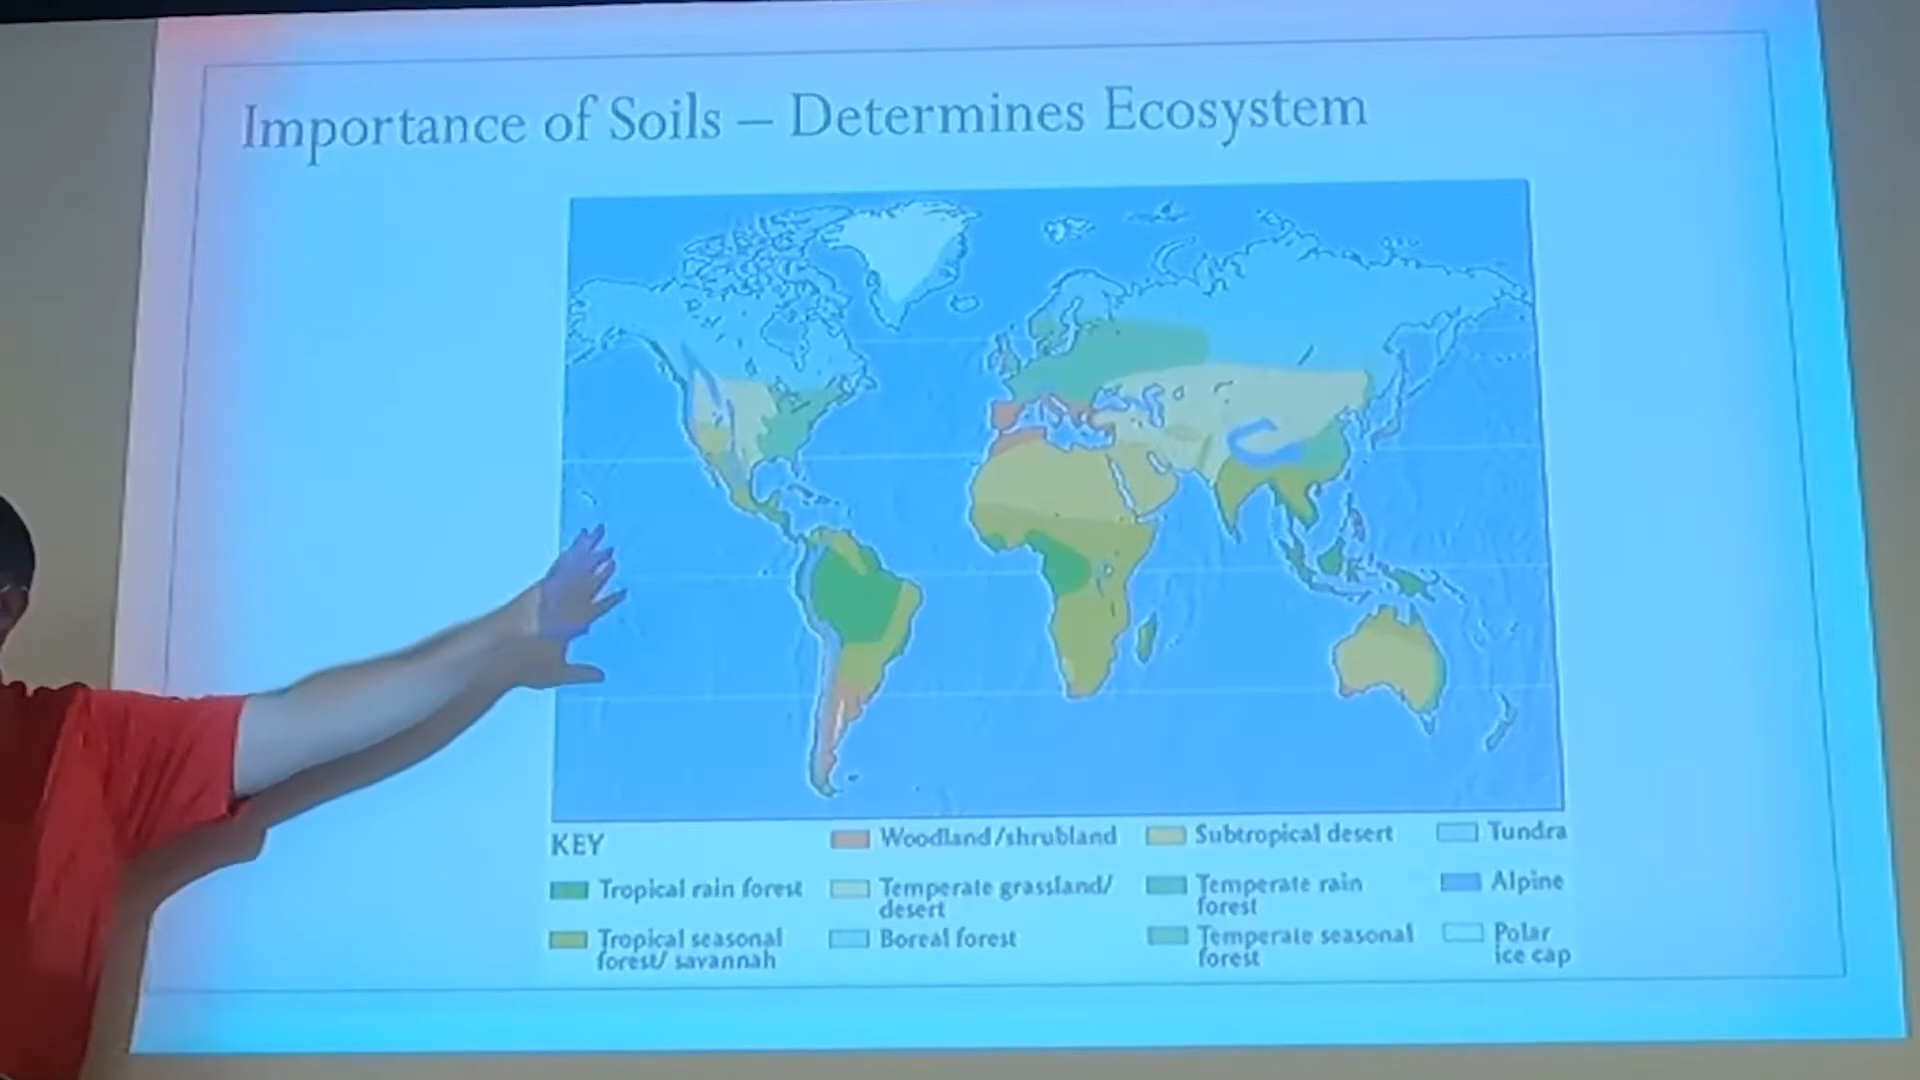 Importance of Soils – Determines Ecosystem
KEY
Woodland/shrubland
Subtropical desert
Tundra
Tropical rain forest
Temperate grassland/
desert
Temperate rain
forest
Alpine
Tropical seasonal
forest/ savannah
Boreal forest
Temperate seasonal
forest
Polar
ice cap